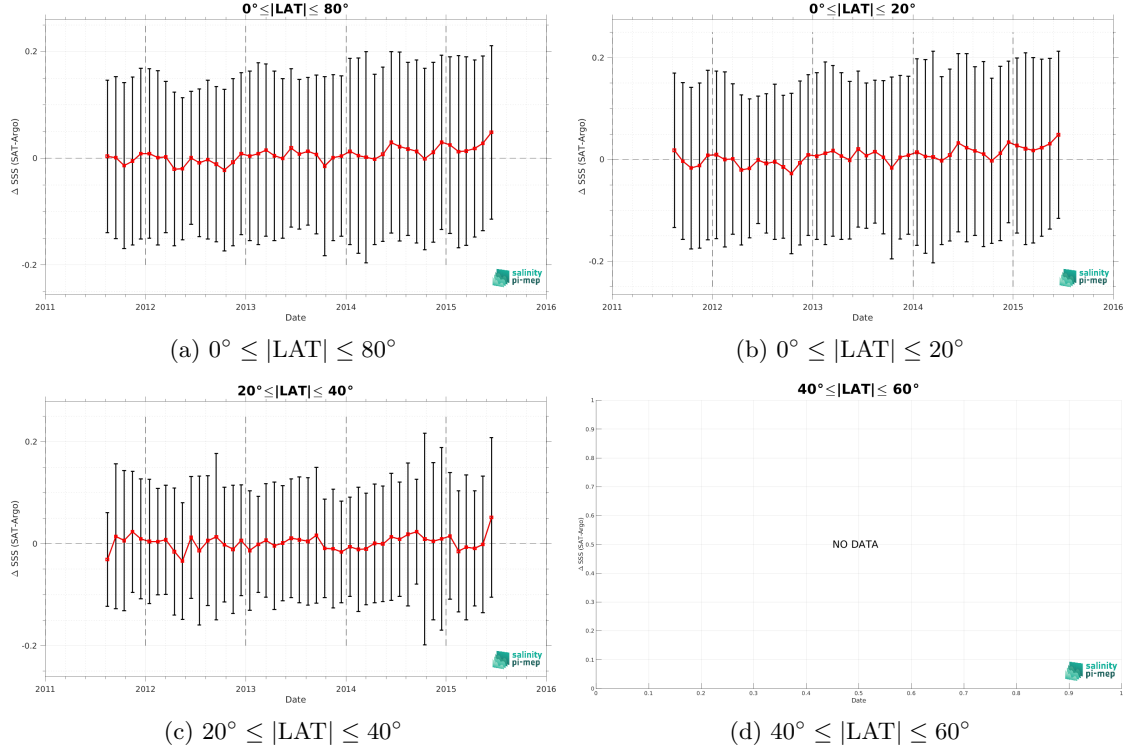 0°≤|LAT|≤ 80°
Δ SSS (SAT-Argo)
0.2
0
-0.2
2011 2012 2013 2014 2015 2016
Date
salinity
pi-mep
(a) 0° ≤ |LAT| ≤ 80°
0°≤|LAT|≤ 20°
Δ SSS (SAT-Argo)
0.2
0
-0.2
2011 2012 2013 2014 2015 2016
Date
salinity
pi-mep
(b) 0° ≤ |LAT| ≤ 20°
20°≤|LAT|≤ 40°
Δ SSS (SAT-Argo)
0.2
0
-0.2
2011 2012 2013 2014 2015 2016
Date
salinity
pi-mep
(c) 20° ≤ |LAT| ≤ 40°
40°≤|LAT|≤ 60°
Δ SSS (SAT-Argo)
1
0.9
0.8
0.7
0.6
0.5
0.4
0.3
0.2
0.1
0
NO DATA
0 0.1 0.2 0.3 0.4 0.5 0.6 0.7 0.8 0.9 1
Date
salinity
pi-mep
(d) 40° ≤ |LAT| ≤ 60°